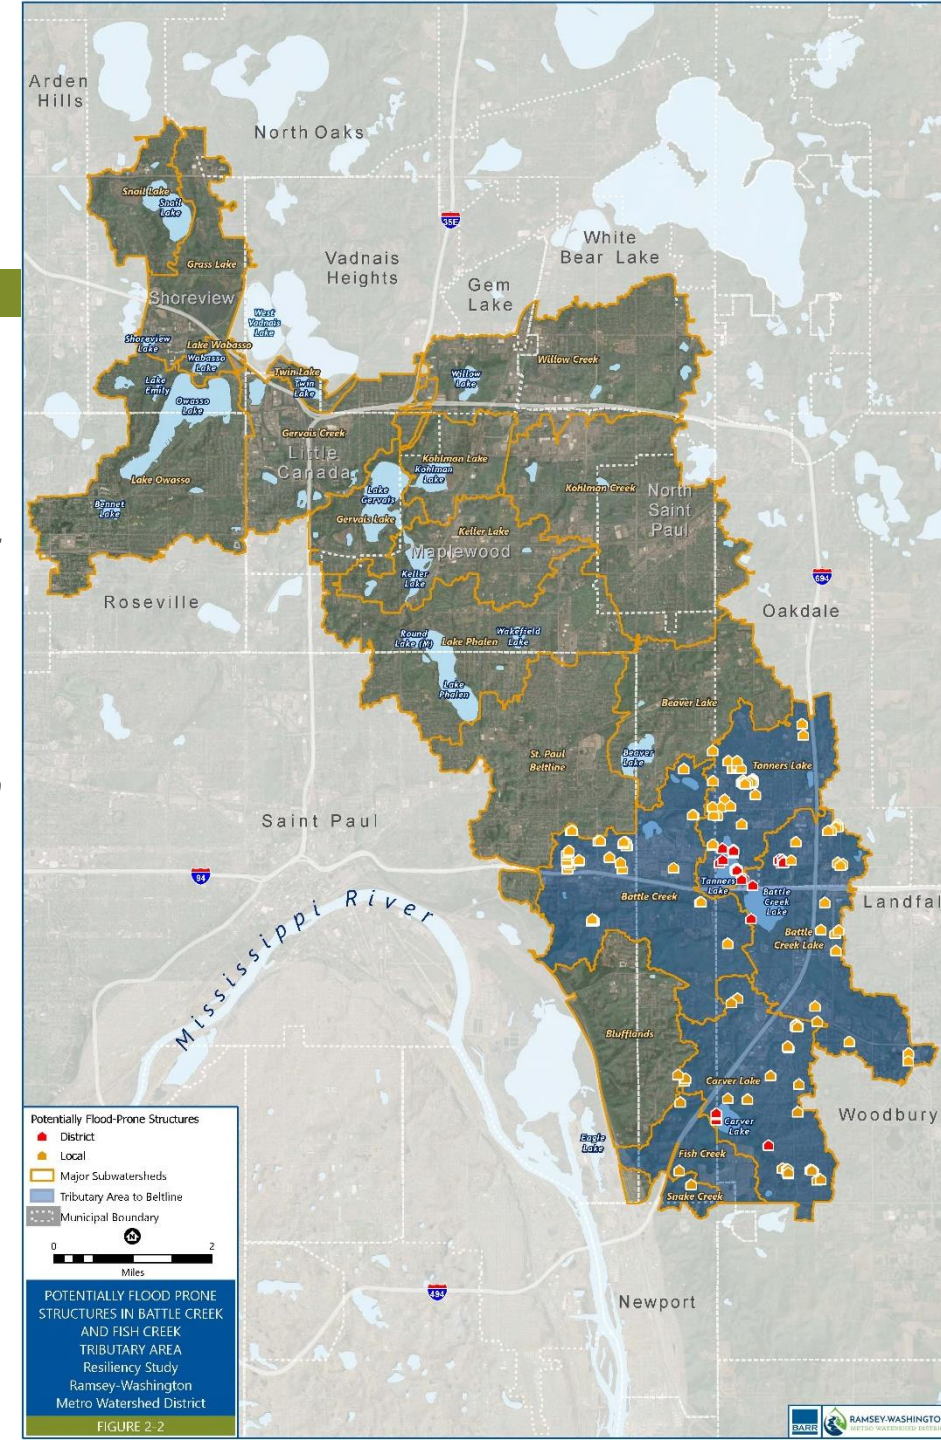 Arden
Hills
North Oaks
Snail Lake
Snail
Lake
35E
White
Bear Lake
Vadnais
Heights
Grass Lake
Gem
Lake
Shoreview
West
Vadnais
Lake
Shoreview
Lake
Lake Wabasso
Wabasso
Lake
Willow Creek
Twin Lake
Twin
Lake
Willow
Lake
Lake
Emily
Owasso
Lake
Gervais Creek
Little
Canada
Kohlman Lake
Kohlman
Lake
Lake Owasso
Kohlman Creek
North
Saint
Paul
Lake
Gervais
Bennet
Lake
Gervais Lake
Keller Lake
Maplewood
Keller
Lake
694
Roseville
Oakdale
Round
Lake (M)
Lake Phalen
Wakefield
Lake
Lake
Phalen
Beaver Lake
St. Paul
Beltline
Beaver
Lake
Tanners Lake
Saint Paul
94
Tanners
Lake
Battle Creek
Battle
Creek
Lake
Landfal
Mississippi River
Battle
Creek Lake
Blufflands
Carver Lake
Carver
Lake
Woodbury
Eagle
Lake
Fish Creek
Snake Creek
494
Newport
Potentially Flood-Prone Structures
District
Local
Major Subwatersheds
Tributary Area to Beltline
Municipal Boundary
N
0 2
Miles
POTENTIALLY FLOOD PRONE
STRUCTURES IN BATTLE CREEK
AND FISH CREEK
TRIBUTARY AREA
Resiliency Study
Ramsey-Washington
Metro Watershed District
FIGURE 2-2
BARR
RAMSEY-WASHINGTO
METRO WATERSHED DISTRI